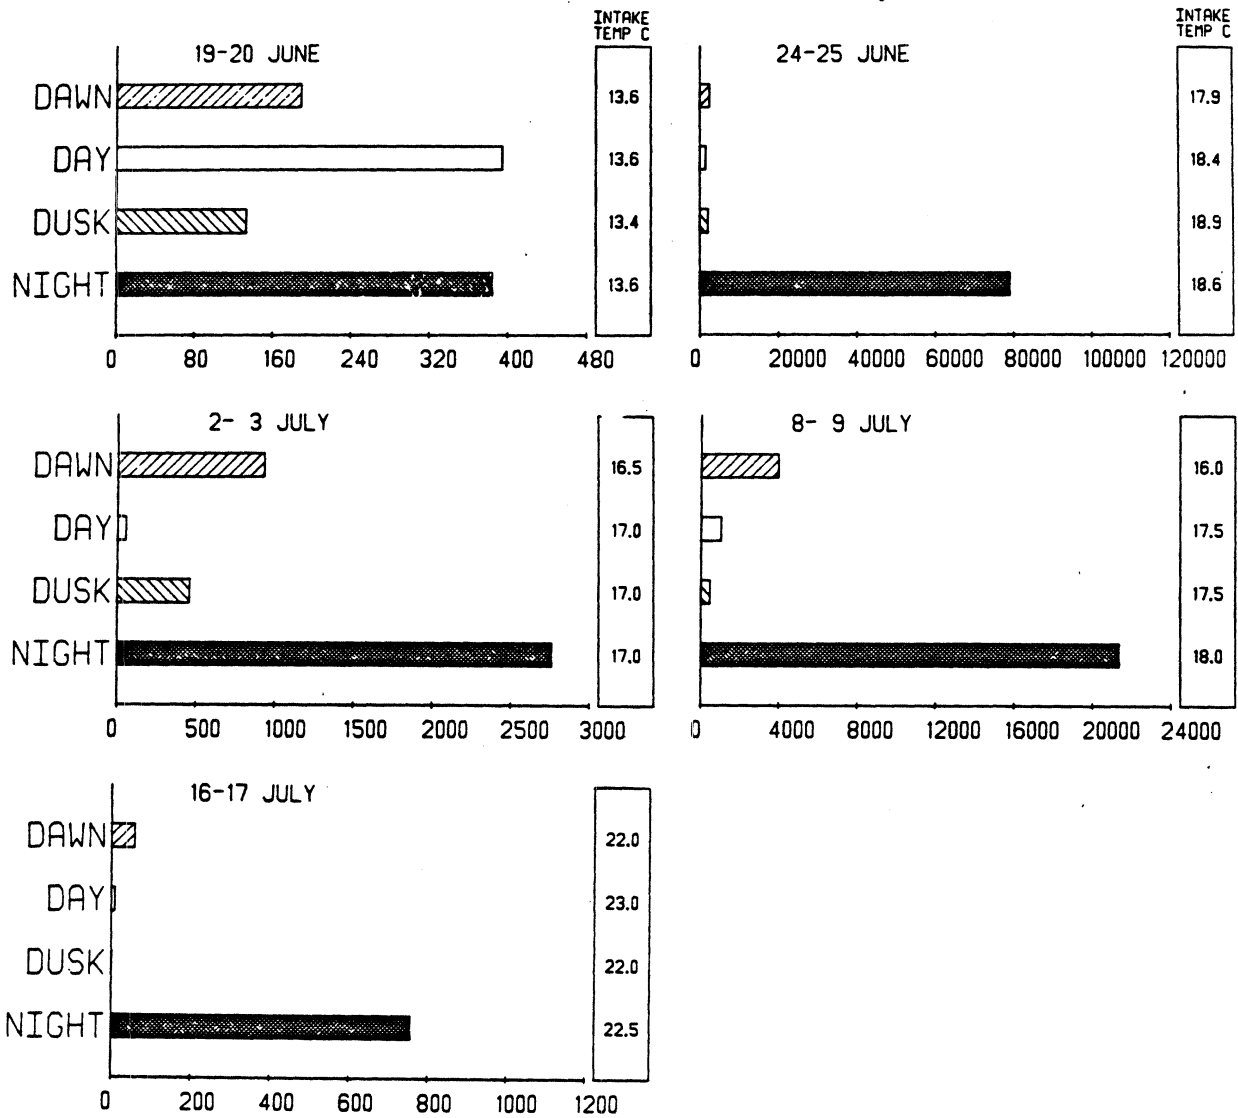 INTAKE
TEMP C
19-20 JUNE
DAWN 13.6
DAY 13.6
DUSK 13.4
NIGHT 13.6
0 80 160 240 320 400 480
INTAKE
TEMP C
24-25 JUNE
17.9
18.4
18.9
18.6
0 20000 40000 60000 80000 100000 120000
2- 3 JULY
DAWN 16.5
DAY 17.0
DUSK 17.0
NIGHT 17.0
0 500 1000 1500 2000 2500 3000
8- 9 JULY
16.0
17.5
17.5
18.0
0 4000 8000 12000 16000 20000 24000
16-17 JULY
DAWN 22.0
DAY 23.0
DUSK 22.0
NIGHT 22.5
0 200 400 600 800 1000 1200